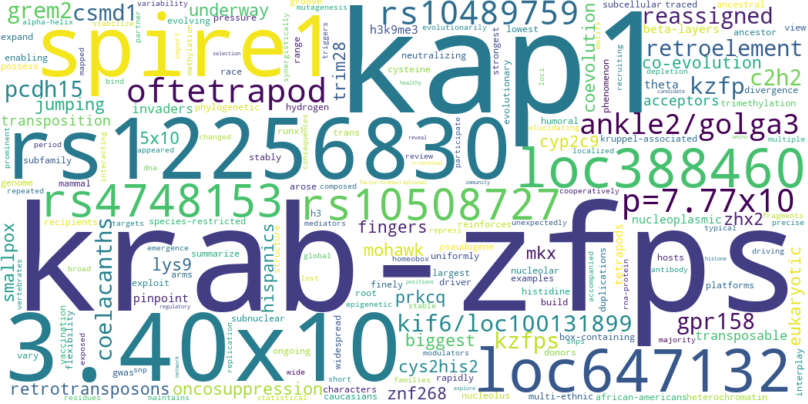 grem2 csmd1 underway rs10489759 reassigned
spire1 kap1
pcdh15 jumping oftetrapod invaders trim28 h3k9me3 neutralizing cysteine
coevolution retroelement co-evolution kzfp c2h2
beta-layers ancestral ancestor view
alpha-helix variability evolving pressure partner mutagenesis
expand enabling possess race range triggers synergistically
subcellular traced lowest strongest evolutionarily evolutionary
transposition phylogenetic hydrogen theta divergence depletion
acceptors trimethylation phenomenon recruiting loci
rs12256830 loc388460
5x10 changed runx trans humoral elucidating
ankle2/golga3 cyp2c9 kruppel-associated multiple localized
prominent period appeared subfamily interacting stably dna
consequences participate review genome repeated mammal arose composed
rs4748153 rs10508727 p=7.77x10
cooperatively fragments precise
krab-zfps
recipients targets species-restricted h3 mediators reinforces repress
fingers mohawk mkx pseudogene unexpectedly
nucleoplasmic zhx2 tetrapods typical
smallpox vertebrates coelacanths hispanics structure
emergence summarize lys9 arms exploit pinpoint broad driver
global lost uniformly homeobox nucleolar examples build
finely largest root epigenetic stable prkcq histidine
duplications accompanied rna-protein hosts antibody platforms
driving histone majority eukaryotic
3.40x10 loc647132
kif6/loc100131899 gpr158 transposable
biggest kzfps box-containing snps donors
cys2his2 modulators rapidly families characters
vary vaccination flexibility exposed gwas snp
subnuclear replication ongoing wide widespread short
retrotransposons oncosuppression znf268 nucleolus
residues maintains statistical caucasians
multi-ethnic african-americans heterochromatin interplay